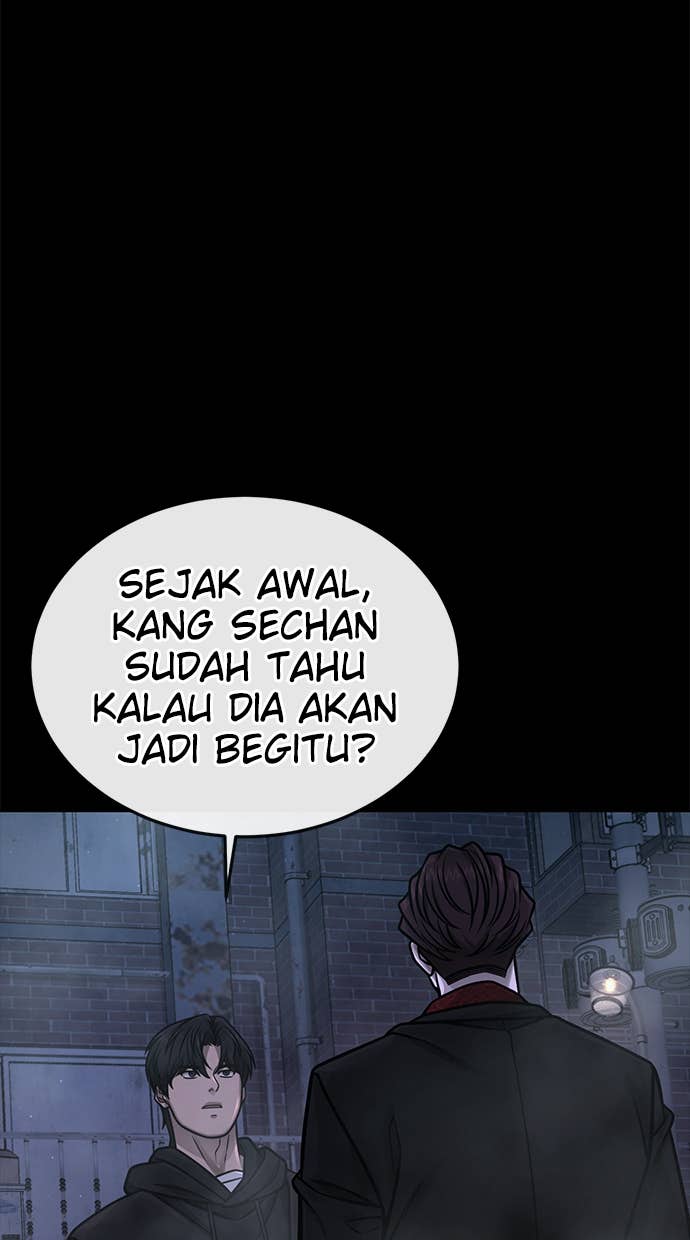 SEJAK AWAL,
KANG SECHAN
SUDAH TAHU
KALAU DIA AKAN
JADI BEGITU?